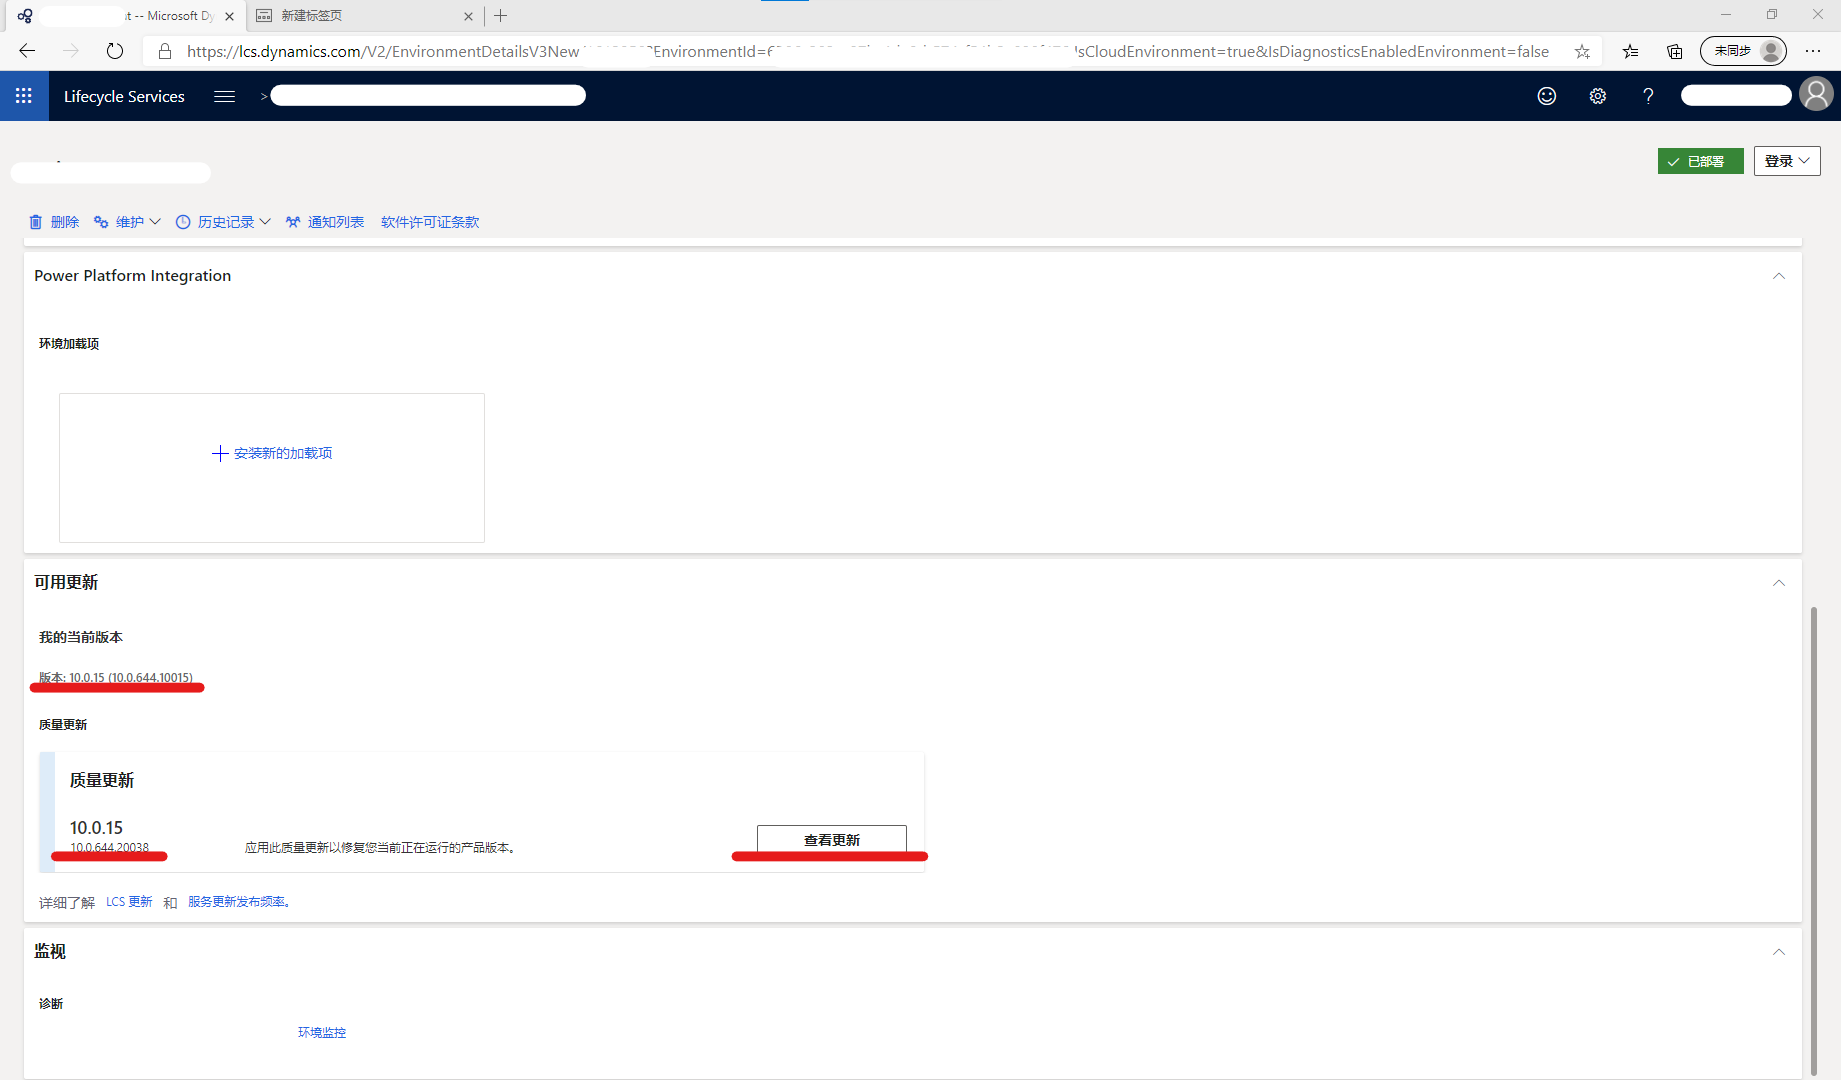 -- Microsoft Dy
新建标签页
https://lcs.dynamics.com/V2/EnvironmentDetailsV3New EnvironmentId= IsCloudEnvironment=true&IsDiagnosticsEnabledEnvironment=false
未同步
Lifecycle Services >
?
已部署 登录
删除 维护 历史记录 通知列表 软件许可证条款
Power Platform Integration
环境加载项
安装新的加载项
可用更新
我的当前版本
版本: 10.0.15 (10.0.644.10015)
质量更新
质量更新
10.0.15
10.0.644.20038 应用此质量更新以修复您当前正在运行的产品版本。 查看更新
详细了解 LCS 更新 和 服务更新发布频率。
监视
诊断
环境监控